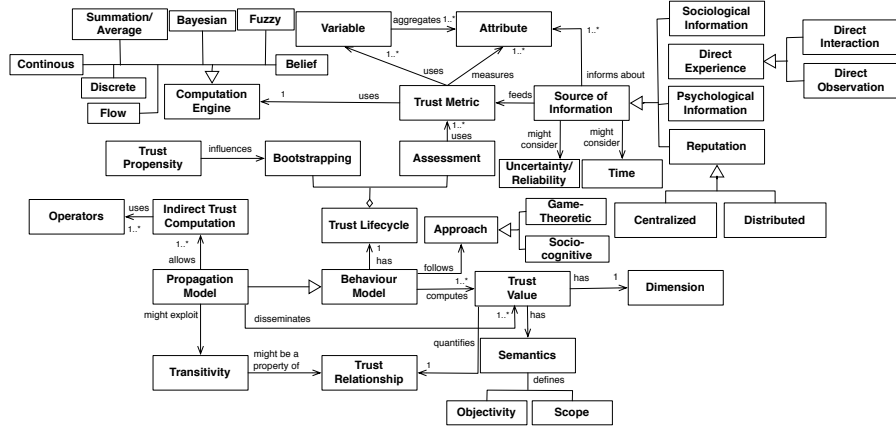 Summation/
Average
Bayesian
Fuzzy
Continous
Discrete
Flow
Belief
Computation
Engine
Variable
aggregates
1..*
Attribute
1..*
1..*
1..*
uses
measures
1
uses
Trust Metric
feeds
Source of
Information
informs about
Sociological
Information
Direct
Experience
Direct
Interaction
Direct
Observation
Psychological
Information
Reputation
Centralized
Distributed
might
consider
might
consider
Uncertainty/
Reliability
Time
1..*
uses
Trust
Propensity
influences
Bootstrapping
Assessment
Trust Lifecycle
1
has
Operators
uses
1..*
Indirect Trust
Computation
1..*
allows
Approach
Game-
Theoretic
Socio-
cognitive
follows
Propagation
Model
Behaviour
Model
1..*
computes
Trust
Value
has
1
Dimension
might exploit
disseminates
1..*
has
quantifies
Semantics
Transitivity
might be a
property of
Trust
Relationship
1
defines
Objectivity
Scope